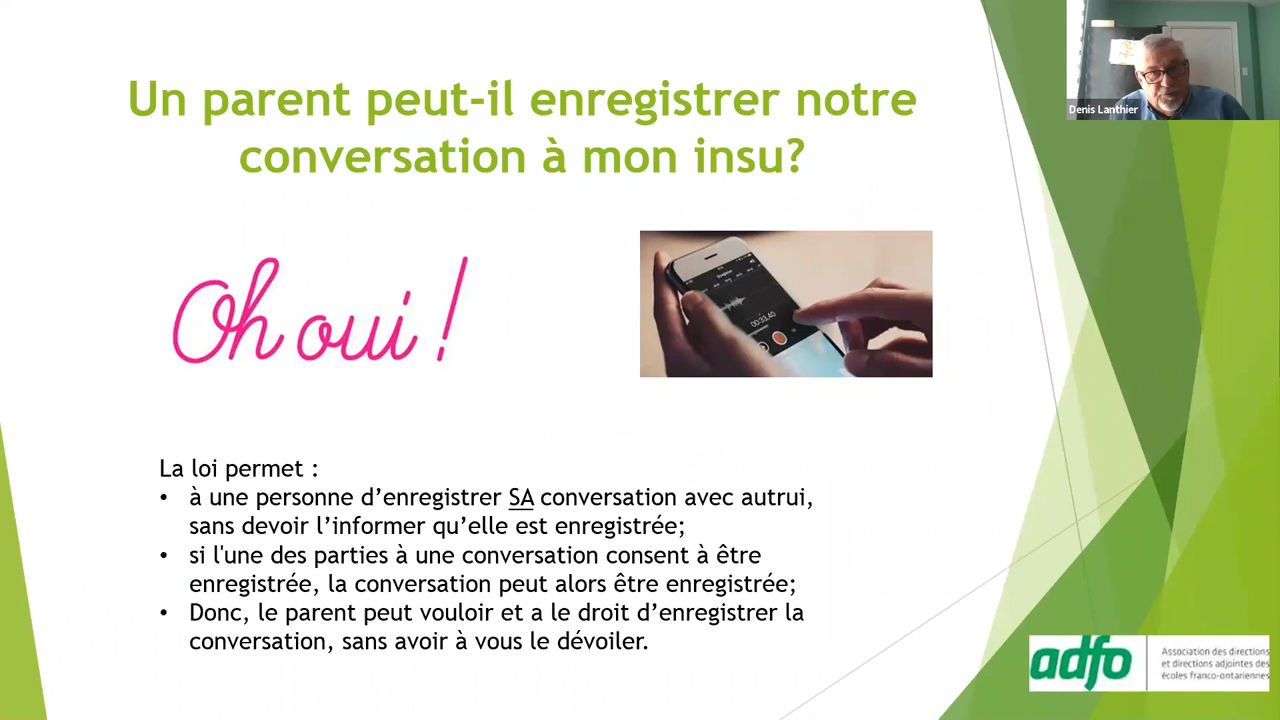 Un parent peut-il enregistrer notre
conversation à mon insu?
Denis Lanthier
Oh oui !
00:33,40
La loi permet :
• à une personne d’enregistrer SA conversation avec autrui,
sans devoir l’informer qu’elle est enregistrée;
• si l'une des parties à une conversation consent à être
enregistrée, la conversation peut alors être enregistrée;
• Donc, le parent peut vouloir et a le droit d’enregistrer la
conversation, sans avoir à vous le dévoiler.
adfo
Association des directions
et directions adjointes des
écoles franco-ontariennes